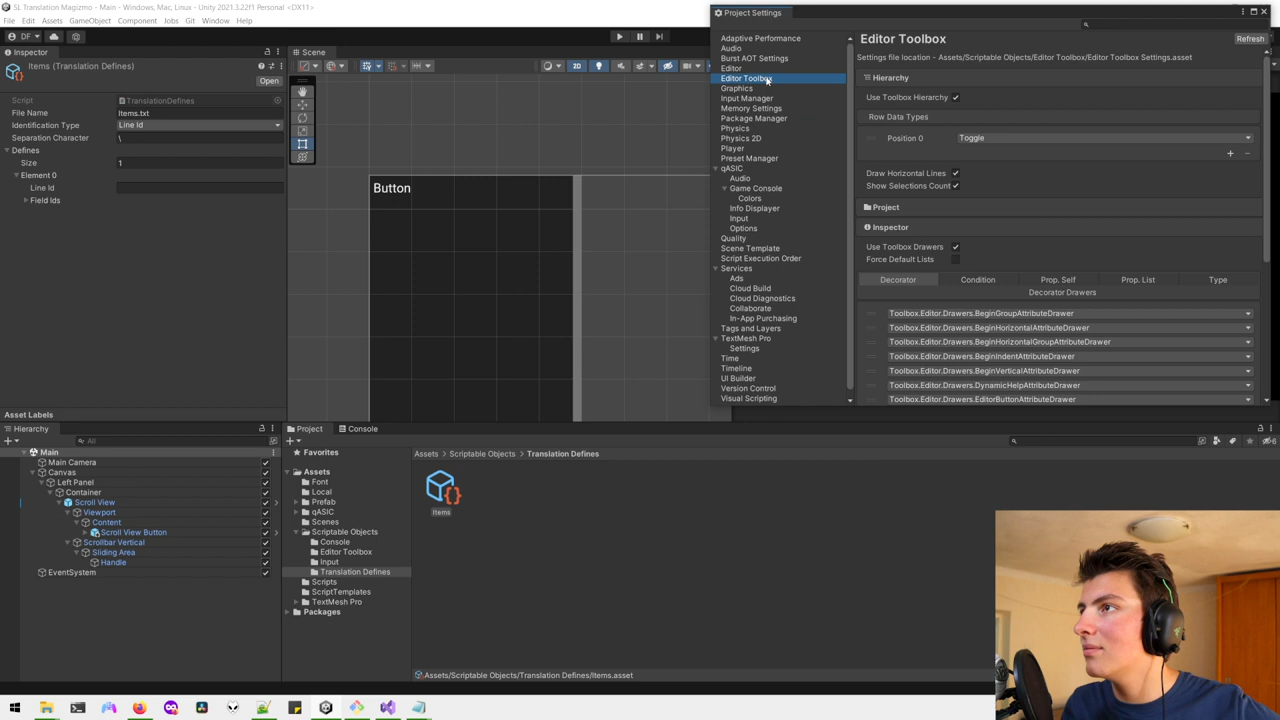 SL Translation Magizmo - Main - Windows, Mac, Linux - Unity 2021.3.22f1 Personal* <DX11>
File Edit Assets GameObject Component Jobs Git Window Help
DF
Inspector
Items (Translation Defines)
Open
Script TranslationDefines
File Name Items.txt
Identification Type Line Id
Separation Character \
Defines
Size 1
Element 0
Line Id
Field Ids
Asset Labels
Scene
2D
Button
Project Settings
Adaptive Performance
Audio
Burst AOT Settings
Editor
Editor Toolbox
Graphics
Input Manager
Memory Settings
Package Manager
Physics
Physics 2D
Player
Preset Manager
qASIC
Audio
Game Console
Colors
Info Displayer
Input
Options
Quality
Scene Template
Script Execution Order
Services
Ads
Cloud Build
Cloud Diagnostics
Collaborate
In-App Purchasing
Tags and Layers
TextMesh Pro
Settings
Time
Timeline
UI Builder
Version Control
Visual Scripting
Editor Toolbox
Refresh
Settings file location - Assets/Scriptable Objects/Editor Toolbox/Editor Toolbox Settings.asset
Hierarchy
Use Toolbox Hierarchy
Row Data Types
Position 0 Toggle
Draw Horizontal Lines
Show Selections Count
Project
Inspector
Use Toolbox Drawers
Force Default Lists
Decorator Condition Prop. Self Prop. List Type
Decorator Drawers
Toolbox.Editor.Drawers.BeginGroupAttributeDrawer
Toolbox.Editor.Drawers.BeginHorizontalAttributeDrawer
Toolbox.Editor.Drawers.BeginHorizontalGroupAttributeDrawer
Toolbox.Editor.Drawers.BeginIndentAttributeDrawer
Toolbox.Editor.Drawers.BeginVerticalAttributeDrawer
Toolbox.Editor.Drawers.DynamicHelpAttributeDrawer
Toolbox.Editor.Drawers.EditorButtonAttributeDrawer
Hierarchy
All
Main
Main Camera
Canvas
Left Panel
Container
Scroll View
Viewport
Content
Scroll View Button
Scrollbar Vertical
Sliding Area
Handle
EventSystem
Project Console
6
Favorites
Assets
Font
Local
Prefab
qASIC
Scenes
Scriptable Objects
Console
Editor Toolbox
Input
Translation Defines
Scripts
ScriptTemplates
TextMesh Pro
Packages
Assets > Scriptable Objects > Translation Defines
Items
Assets/Scriptable Objects/Translation Defines/Items.asset